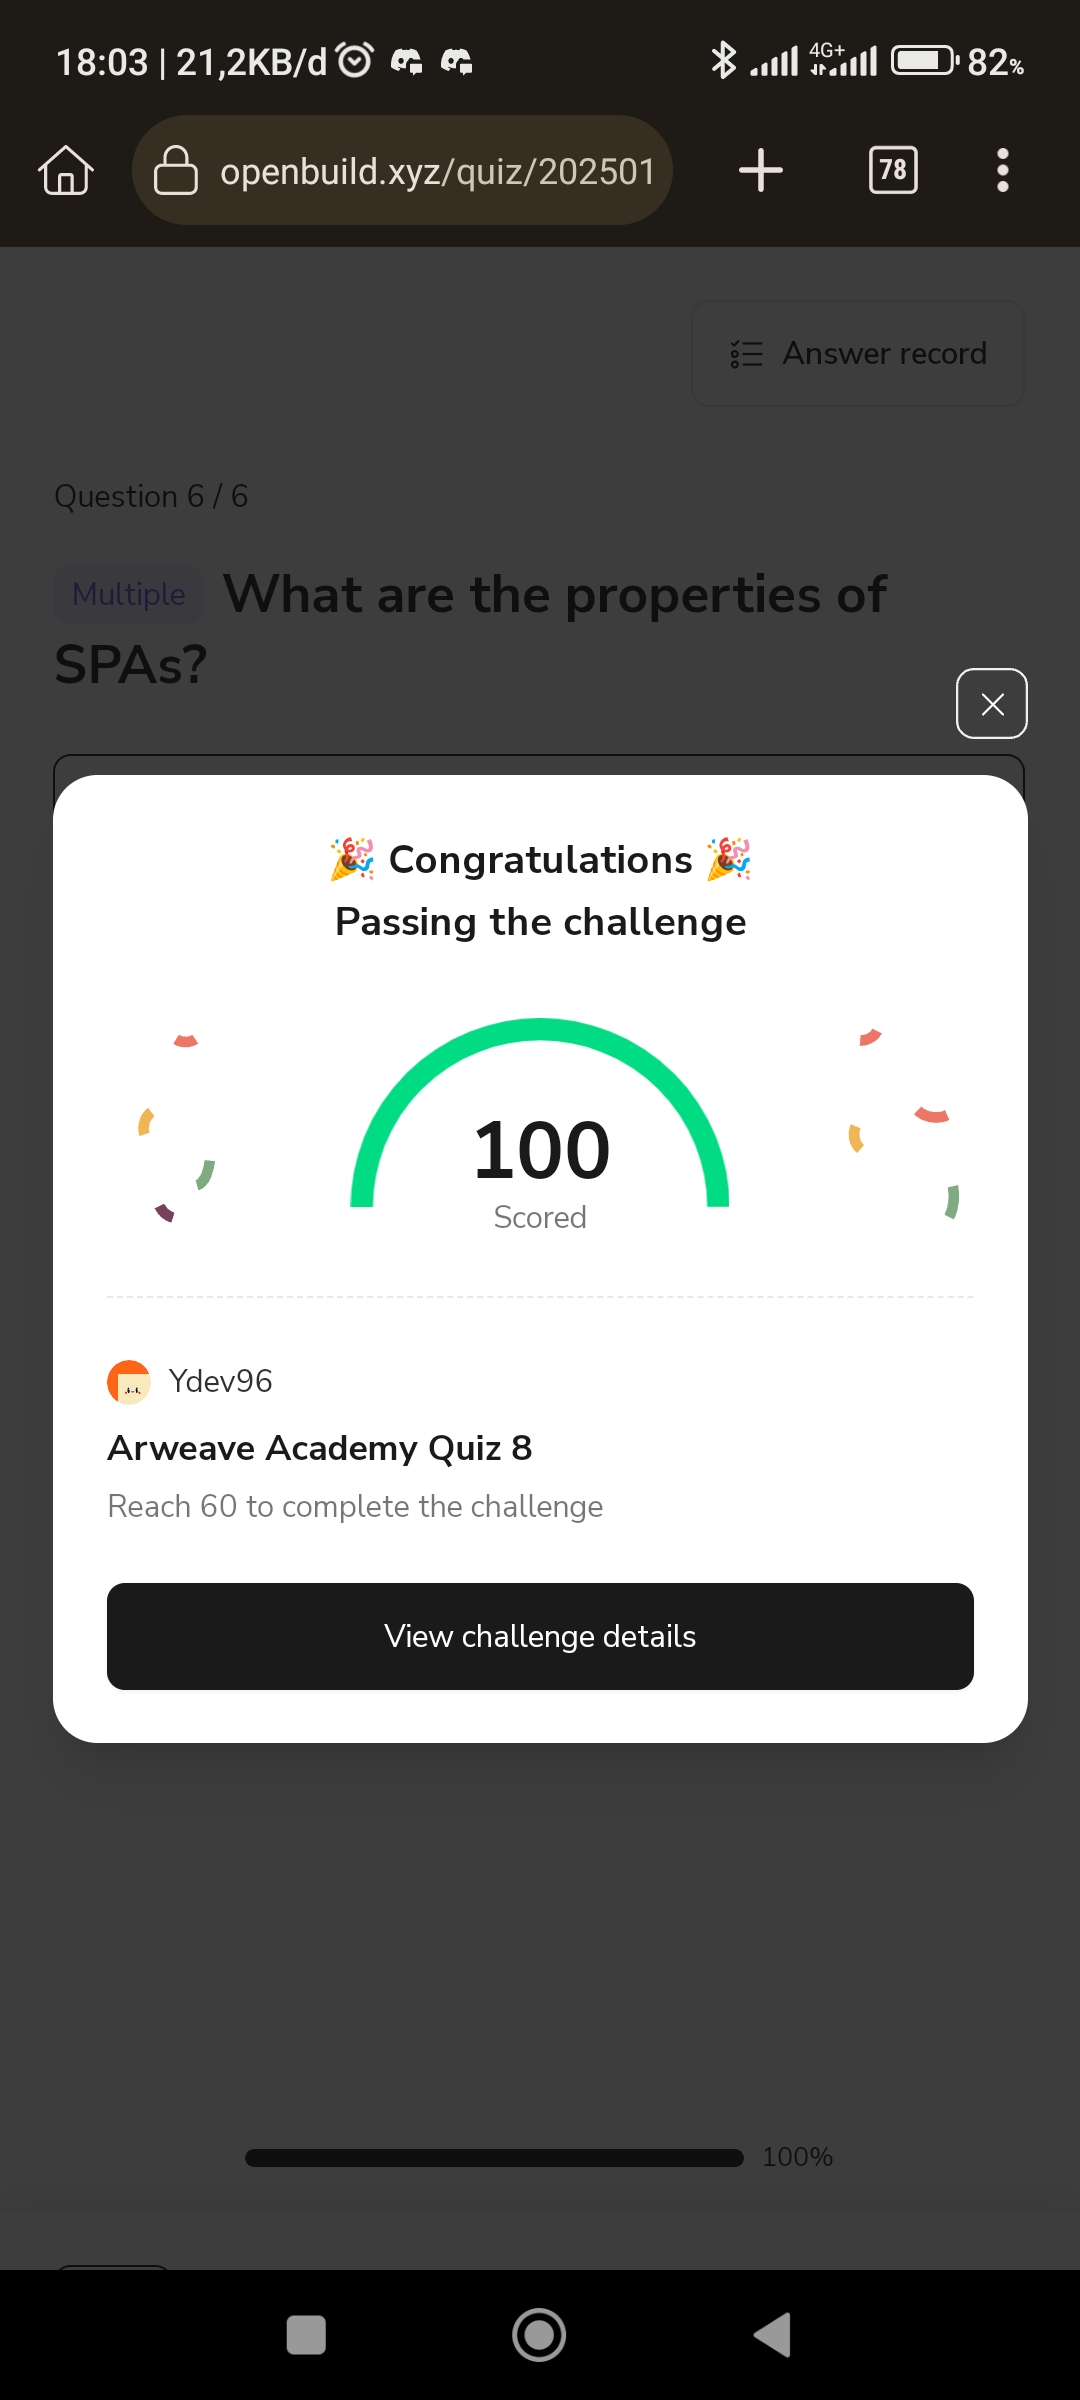 18:03 | 21,2KB/d
4G+
82%
openbuild.xyz/quiz/202501
78
Answer record
Question 6 / 6
Multiple What are the properties of
SPAs?
🎉 Congratulations 🎉
Passing the challenge
100
Scored
Ydev96
Arweave Academy Quiz 8
Reach 60 to complete the challenge
View challenge details
100%